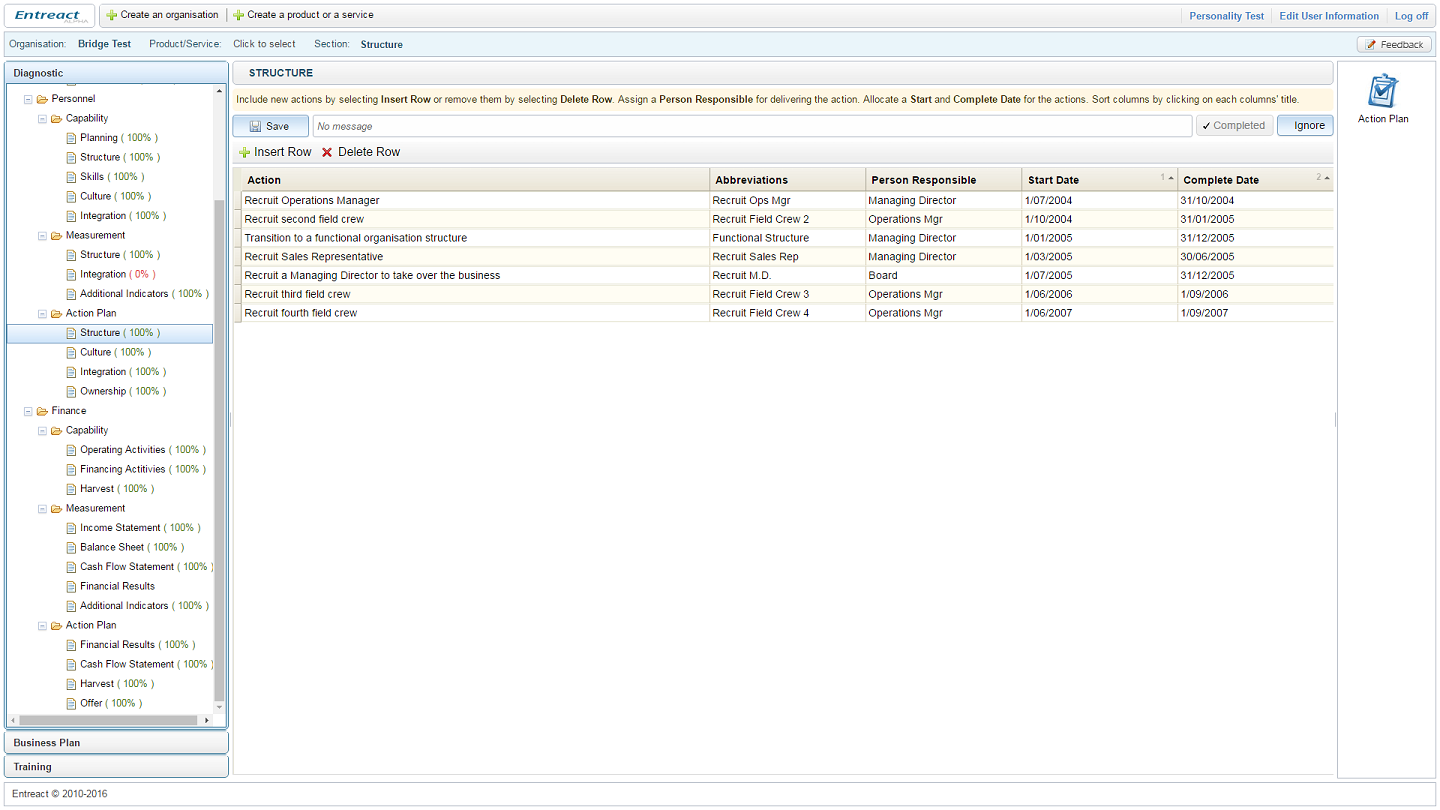 Entreact ALPHA
Create an organisation
Create a product or a service
Personality Test
Edit User Information
Log off
Organisation: Bridge Test Product/Service: Click to select Section: Structure
Feedback
Diagnostic
Personnel
Capability
Planning ( 100% )
Structure ( 100% )
Skills ( 100% )
Culture ( 100% )
Integration ( 100% )
Measurement
Structure ( 100% )
Integration ( 0% )
Additional Indicators ( 100% )
Action Plan
Structure ( 100% )
Culture ( 100% )
Integration ( 100% )
Ownership ( 100% )
Finance
Capability
Operating Activities ( 100% )
Financing Actitivies ( 100% )
Harvest ( 100% )
Measurement
Income Statement ( 100% )
Balance Sheet ( 100% )
Cash Flow Statement ( 100% )
Financial Results
Additional Indicators ( 100% )
Action Plan
Financial Results ( 100% )
Cash Flow Statement ( 100% )
Harvest ( 100% )
Offer ( 100% )
Business Plan
Training
STRUCTURE
Include new actions by selecting Insert Row or remove them by selecting Delete Row. Assign a Person Responsible for delivering the action. Allocate a Start and Complete Date for the actions. Sort columns by clicking on each columns' title.
Save
No message
✓ Completed
Ignore
Insert Row
Delete Row
Action Abbreviations Person Responsible Start Date 1 Complete Date 2
Recruit Operations Manager Recruit Ops Mgr Managing Director 1/07/2004 31/10/2004
Recruit second field crew Recruit Field Crew 2 Operations Mgr 1/10/2004 31/01/2005
Transition to a functional organisation structure Functional Structure Managing Director 1/01/2005 31/12/2005
Recruit Sales Representative Recruit Sales Rep Managing Director 1/03/2005 30/06/2005
Recruit a Managing Director to take over the business Recruit M.D. Board 1/07/2005 31/12/2005
Recruit third field crew Recruit Field Crew 3 Operations Mgr 1/06/2006 1/09/2006
Recruit fourth field crew Recruit Field Crew 4 Operations Mgr 1/06/2007 1/09/2007
Action Plan
Entreact © 2010-2016